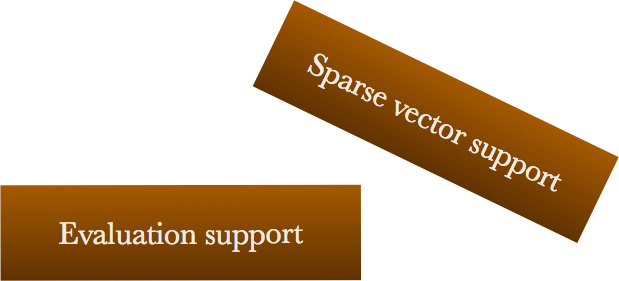 Sparse vector support
Evaluation support